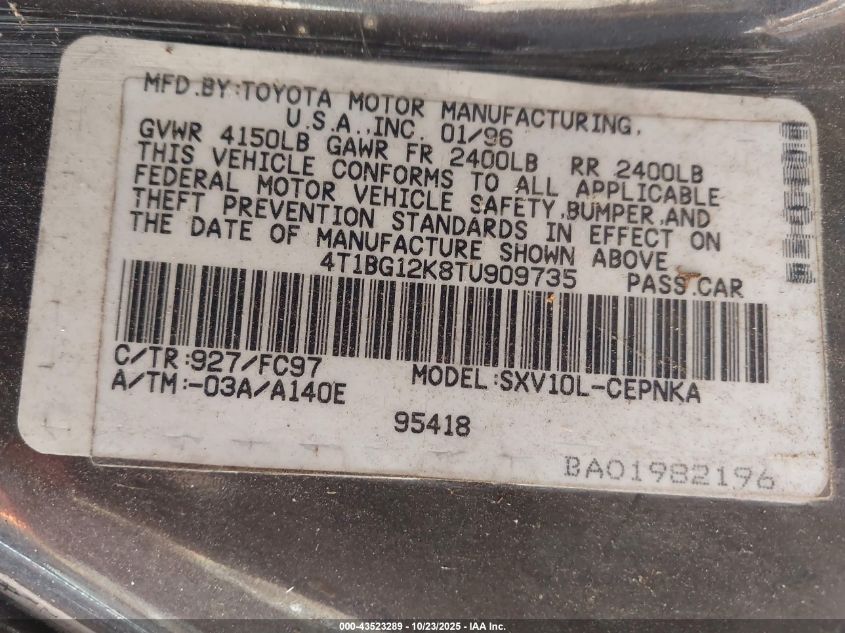 MFD.BY:TOYOTA MOTOR MANUFACTURING,
U.S.A.,INC. 01/96
GVWR 4150LB GAWR FR 2400LB RR 2400LB
THIS VEHICLE CONFORMS TO ALL APPLICABLE
FEDERAL MOTOR VEHICLE SAFETY,BUMPER,AND
THEFT PREVENTION STANDARDS IN EFFECT ON
THE DATE OF MANUFACTURE SHOWN ABOVE
4T1BG12K8TU909735 PASS.CAR
C/TR:927/FC97 MODEL:SXV10L-CEPNKA
A/TM:-03A/A140E
95418
BA01982196
000-43523289 - 10/23/2025 - IAA Inc.